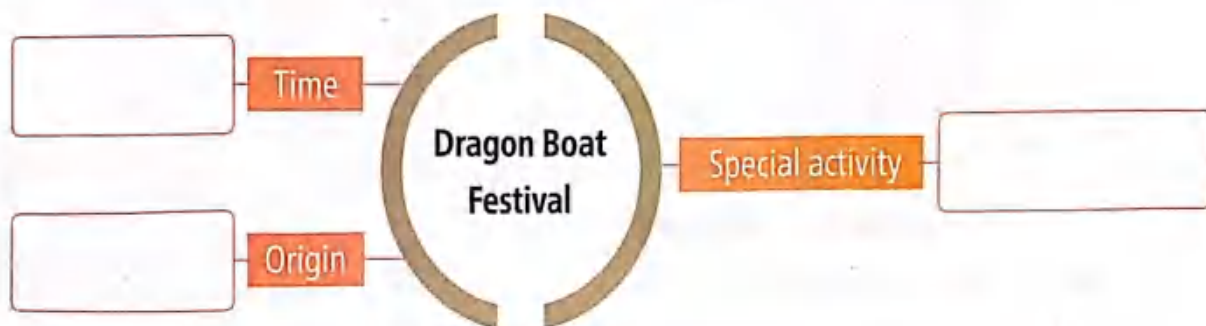 Time
Dragon Boat
Festival
Special activity
Origin